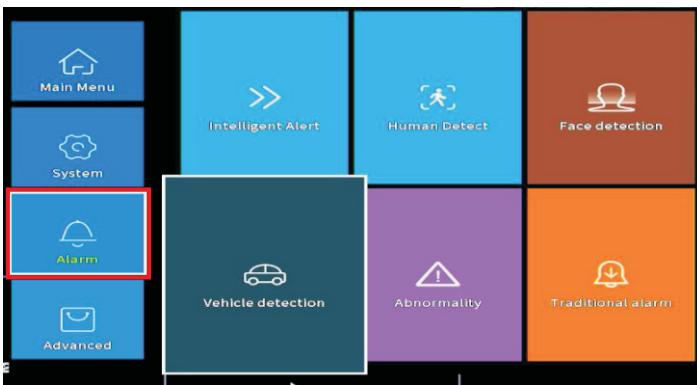 Main Menu
System
Alarm
Advanced
Intelligent Alert
Human Detect
Face detection
Vehicle detection
Abnormality
Traditional alarm